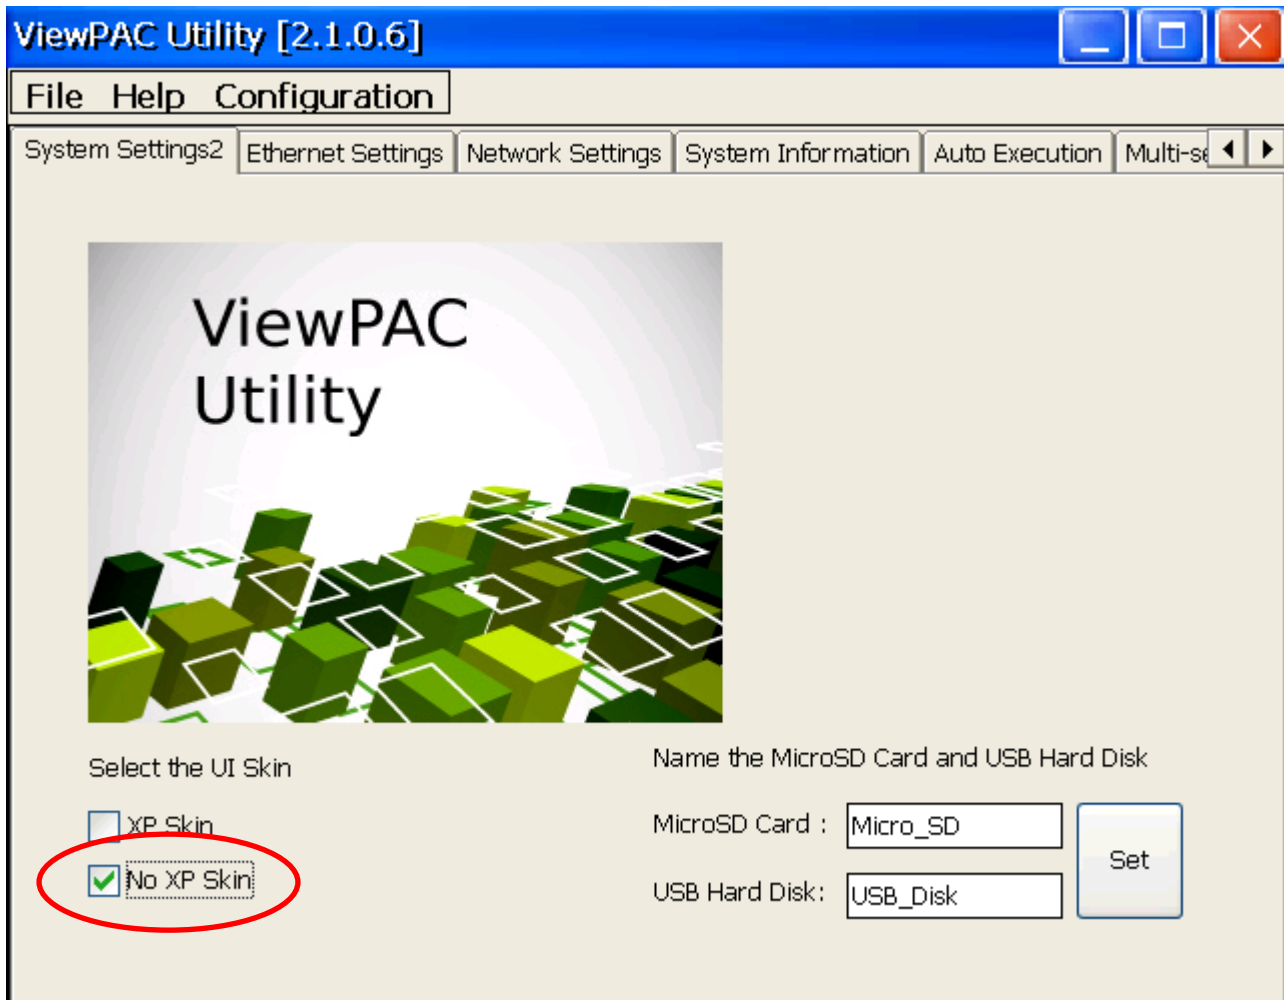 ViewPAC Utility [2.1.0.6]
File Help Configuration
System Settings2 Ethernet Settings Network Settings System Information Auto Execution Multi-se
ViewPAC
Utility
Select the UI Skin
XP Skin
No XP Skin
Name the MicroSD Card and USB Hard Disk
MicroSD Card : Micro_SD
USB Hard Disk: USB_Disk
Set